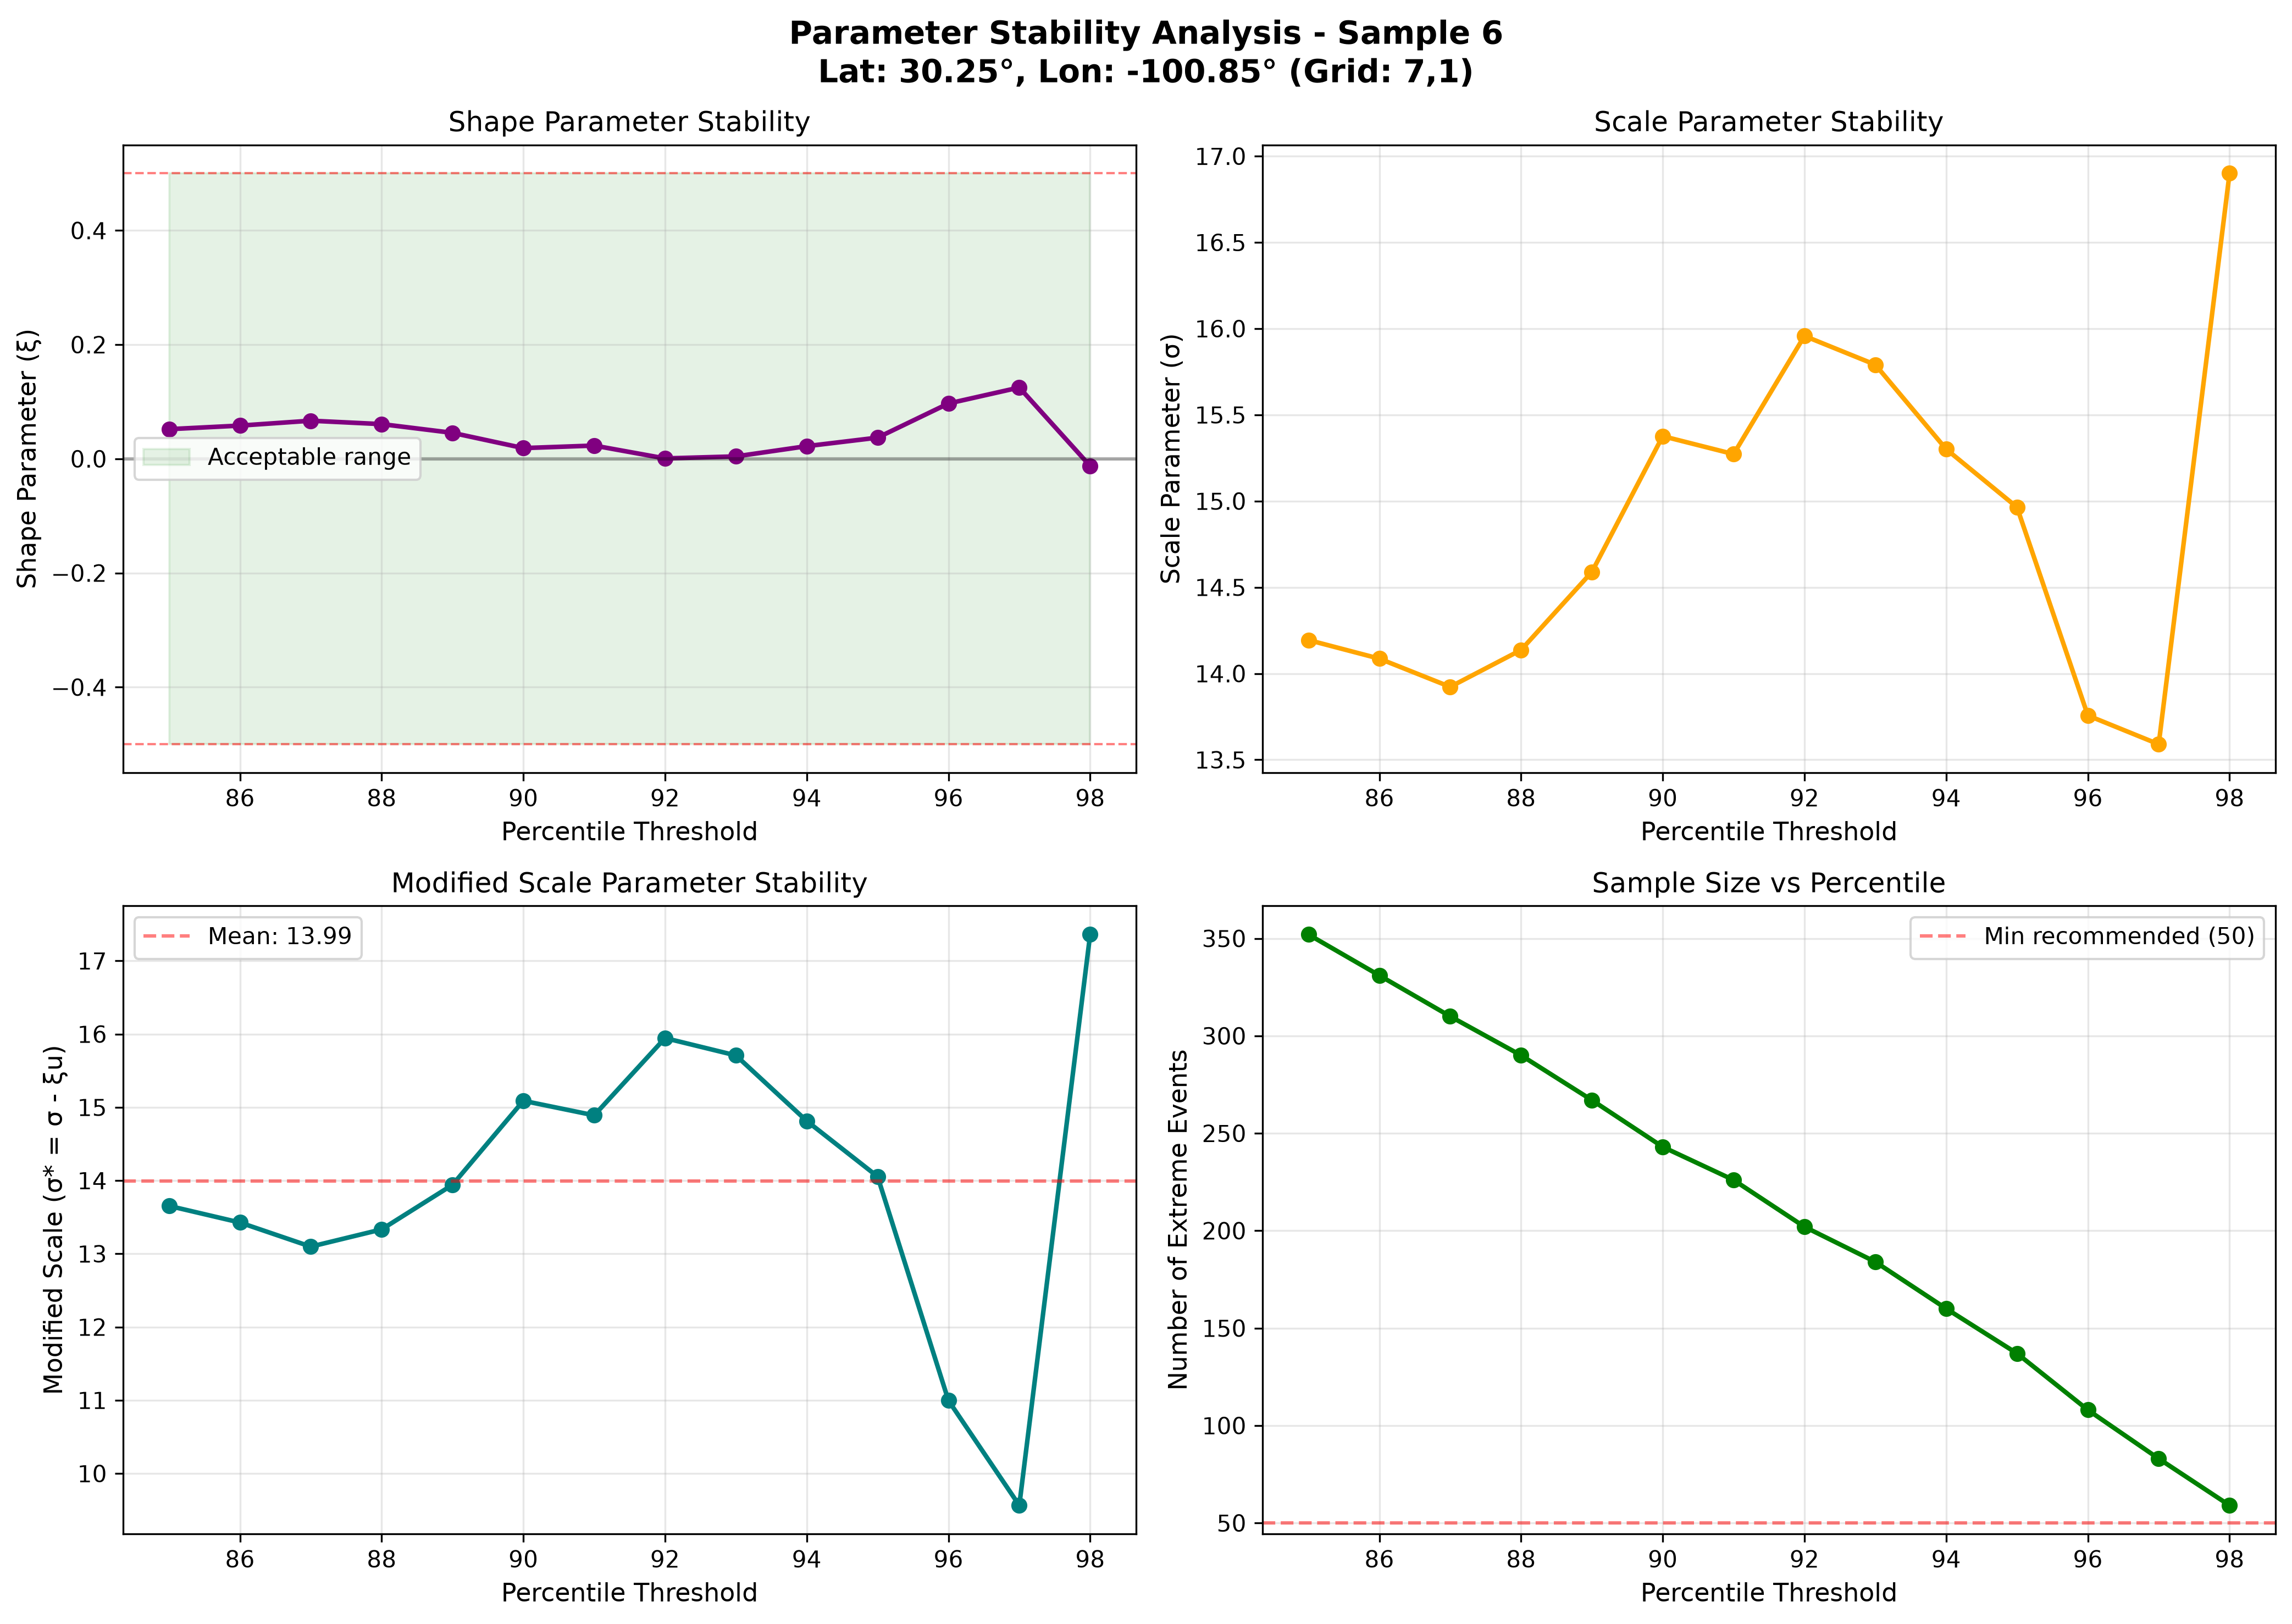 Parameter Stability Analysis - Sample 6
Lat: 30.25°, Lon: -100.85° (Grid: 7,1)
Shape Parameter Stability
Shape Parameter (ξ)
0.4
0.2
0.0
−0.2
−0.4
Acceptable range
86 88 90 92 94 96 98
Percentile Threshold
Scale Parameter Stability
Scale Parameter (σ)
17.0
16.5
16.0
15.5
15.0
14.5
14.0
13.5
86 88 90 92 94 96 98
Percentile Threshold
Modified Scale Parameter Stability
Modified Scale (σ* = σ - ξu)
Mean: 13.99
17
16
15
14
13
12
11
10
86 88 90 92 94 96 98
Percentile Threshold
Sample Size vs Percentile
Number of Extreme Events
Min recommended (50)
350
300
250
200
150
100
50
86 88 90 92 94 96 98
Percentile Threshold